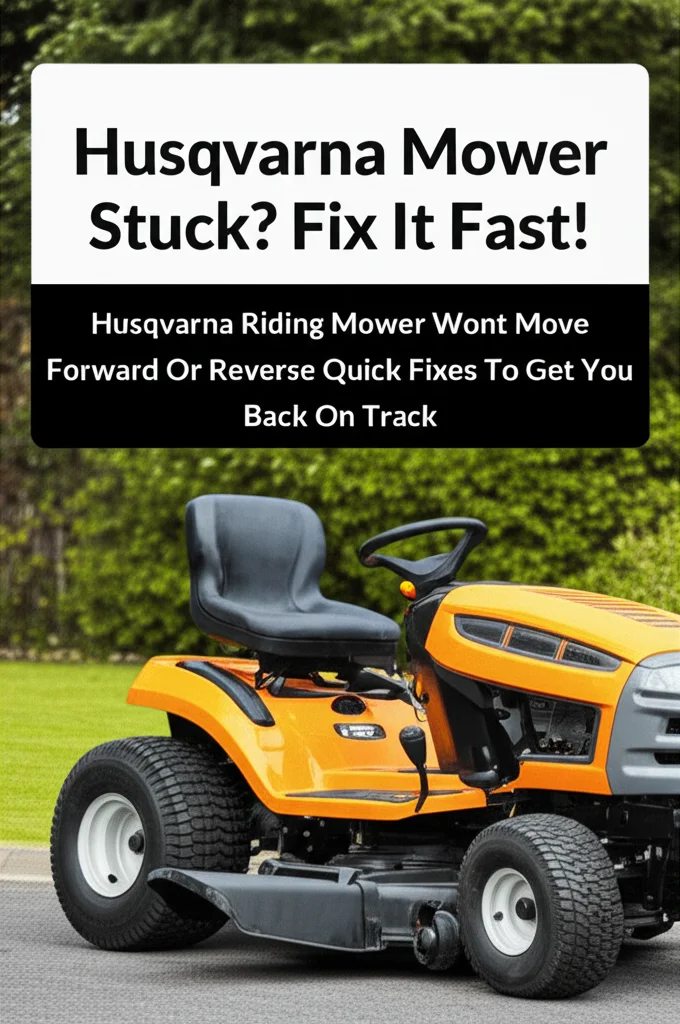 Husqvarna Mower
Stuck? Fix It Fast!
Husqvarna Riding Mower Wont Move
Forward Or Reverse Quick Fixes To Get You
Back On Track